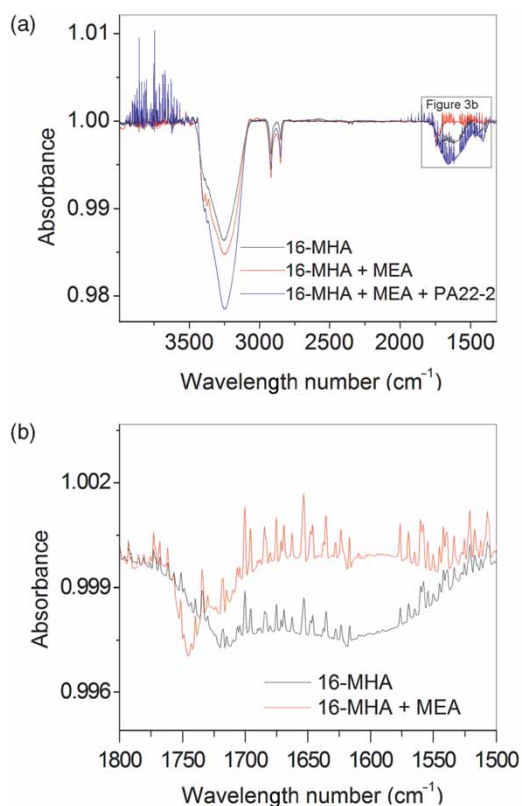 (a)
1.01
1.00
0.99
0.98
Absorbance
Figure 3b
16-MHA
16-MHA + MEA
16-MHA + MEA + PA22-2
3500 3000 2500 2000 1500
Wavelength number (cm⁻¹)
(b)
1.002
0.999
0.996
Absorbance
16-MHA
16-MHA + MEA
1800 1750 1700 1650 1600 1550 1500
Wavelength number (cm⁻¹)